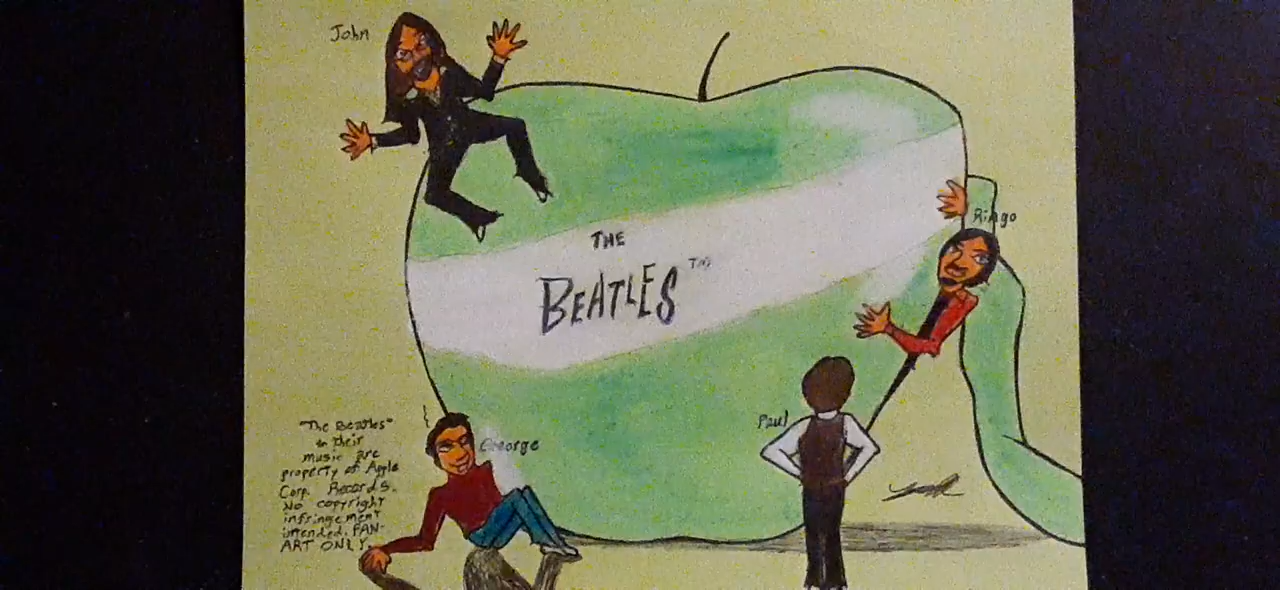 John
Ringo
THE
BEATLES TM
Paul
George
"The Beatles"
& their
music are
property of Apple
Corp. Records.
No copyright
infringement
intended. FAN-
ART ONLY.